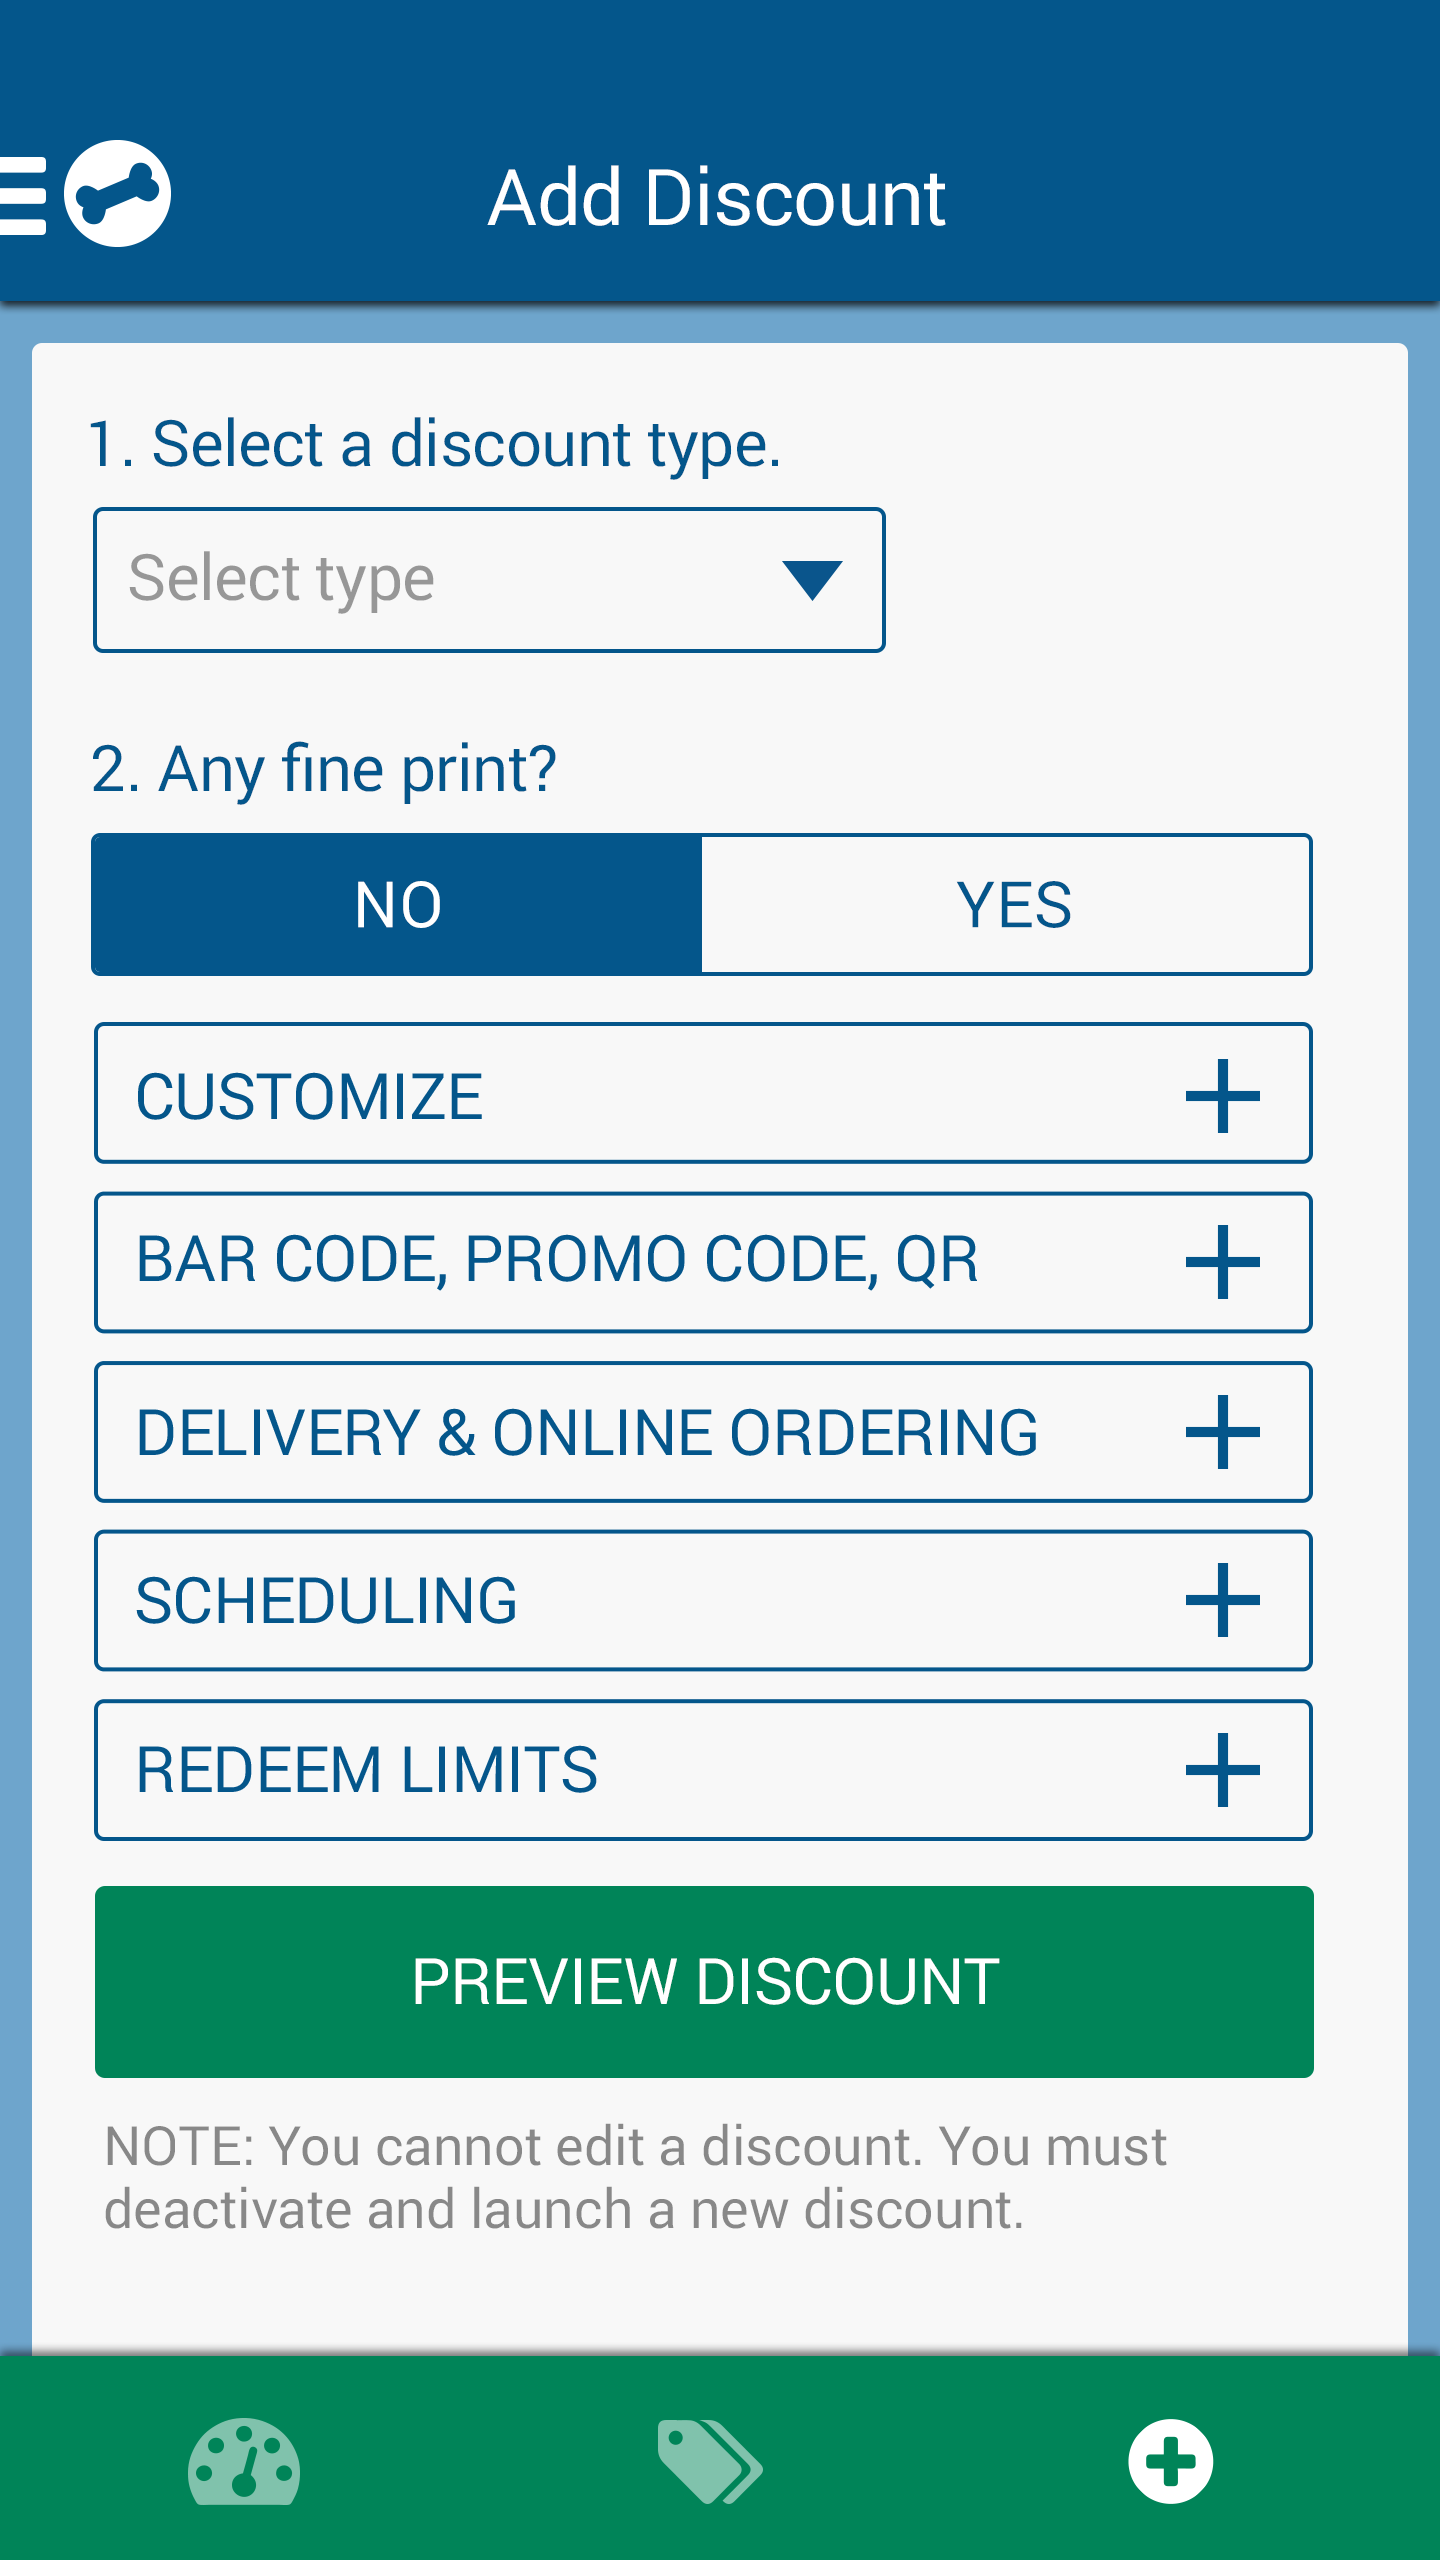 Add Discount
1. Select a discount type.
Select type
2. Any fine print?
NO
YES
CUSTOMIZE
BAR CODE, PROMO CODE, QR
DELIVERY & ONLINE ORDERING
SCHEDULING
REDEEM LIMITS
PREVIEW DISCOUNT
NOTE: You cannot edit a discount. You must
deactivate and launch a new discount.